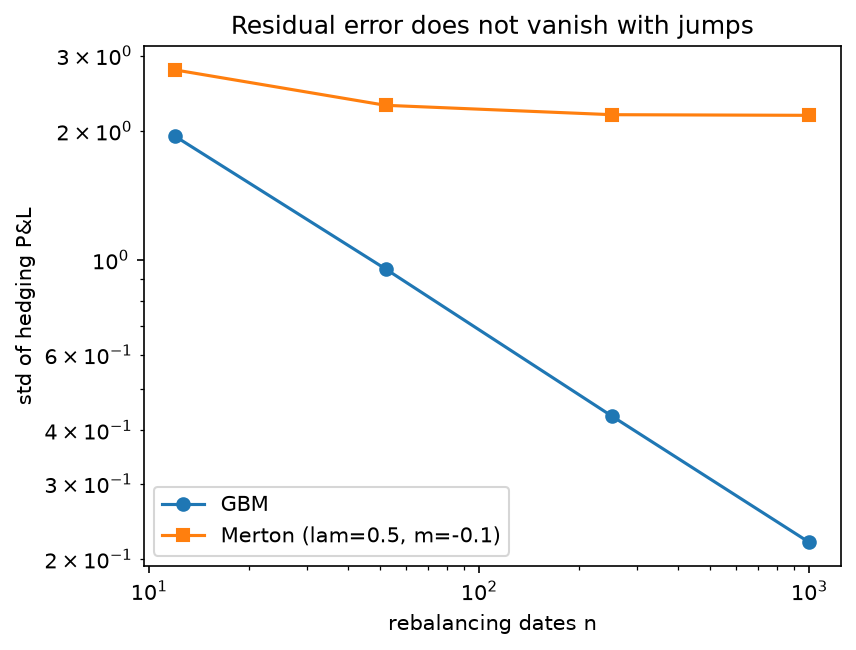 Residual error does not vanish with jumps
std of hedging P&L
3 × 10⁰
2 × 10⁰
10⁰
6 × 10⁻¹
4 × 10⁻¹
3 × 10⁻¹
2 × 10⁻¹
GBM
Merton (lam=0.5, m=-0.1)
10¹
10²
10³
rebalancing dates n